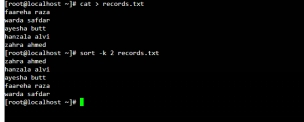 [root@localhost ~]# cat > records.txt
faareha raza
warda safdar
ayesha butt
hanzala alvi
zahra ahmed
[root@localhost ~]# sort -k 2 records.txt
zahra ahmed
hanzala alvi
ayesha butt
faareha raza
warda safdar
[root@localhost ~]#